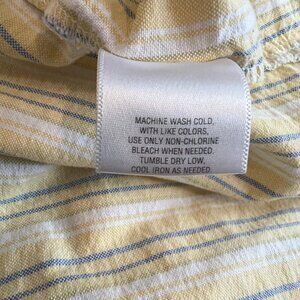 MACHINE WASH COLD,
WITH LIKE COLORS,
USE ONLY NON-CHLORINE
BLEACH WHEN NEEDED.
TUMBLE DRY LOW,
COOL IRON AS NEEDED